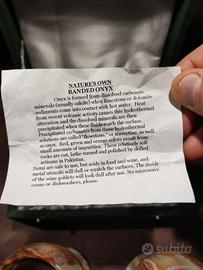 NATURE'S OWN
BANDED ONYX
Onyx is formed from dissolved carbonate
minerals (usually calcite) when limestone or dolomite
sediments come into contact with hot water. Heat
from recent volcanic activity causes this hydrothermal
alteration and the dissolved minerals are then
precipitated when these fluids reach the surface.
Precipitated carbonates from these hydrothermal
solutions are called "limestone" or travertine, as well
as onyx. Red, green and orange colors result from
small amounts of impurities. These relatively soft
rocks are cut, lathe-turned and polished by skilled
artisans in Pakistan.
Items are safe to use, but acids in food and wine, and
metal utensils will dull or scratch the surfaces. The inside
of the wine goblets will look dull after use. No microwave
ovens or dishwashers, please.
subito